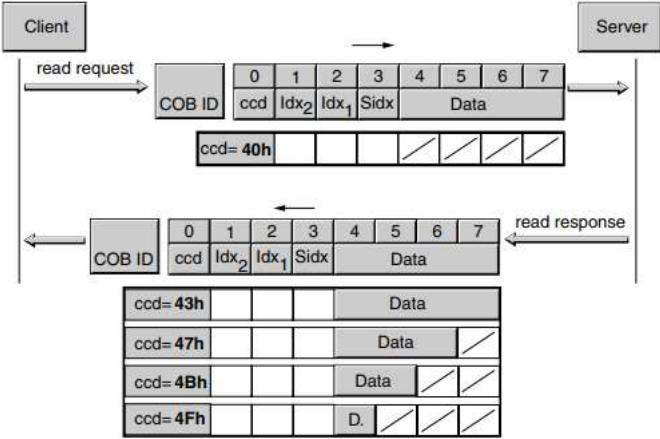 Client
Server
read request
COB ID
0 1 2 3 4 5 6 7
ccd Idx2 Idx1 Sidx Data
ccd= 40h
read response
COB ID
0 1 2 3 4 5 6 7
ccd Idx2 Idx1 Sidx Data
ccd= 43h Data
ccd= 47h Data
ccd= 4Bh Data
ccd= 4Fh D.